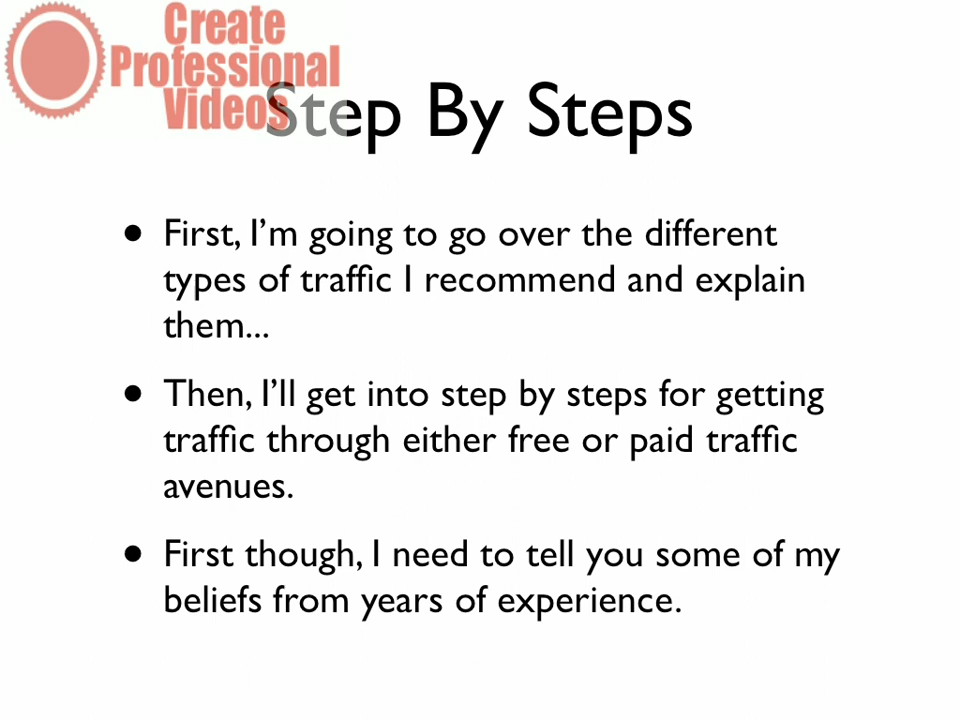 Create
Professional
Videos
Step By Steps
• First, I’m going to go over the different
types of traffic I recommend and explain
them...
• Then, I’ll get into step by steps for getting
traffic through either free or paid traffic
avenues.
• First though, I need to tell you some of my
beliefs from years of experience.